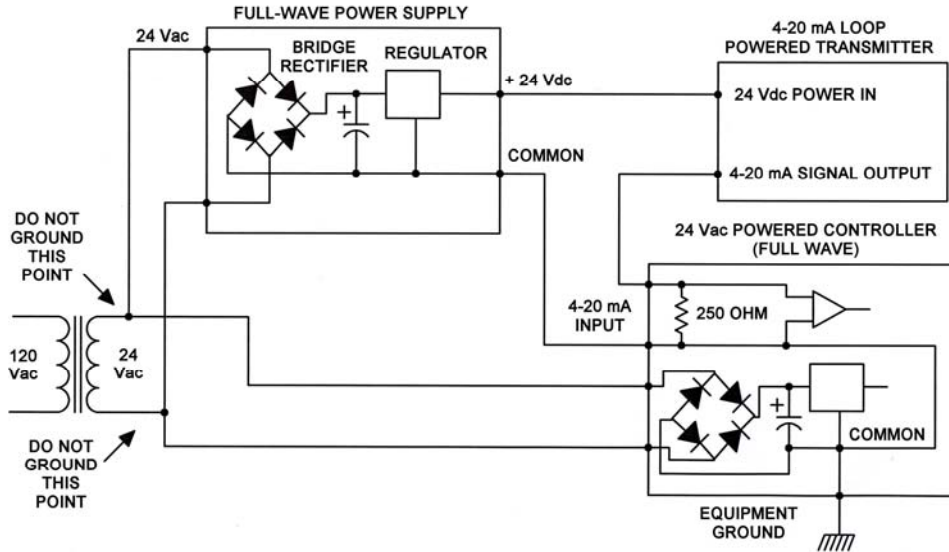 FULL-WAVE POWER SUPPLY
24 Vac
BRIDGE
RECTIFIER
REGULATOR
+
+ 24 Vdc
COMMON
4-20 mA LOOP
POWERED TRANSMITTER
24 Vdc POWER IN
4-20 mA SIGNAL OUTPUT
DO NOT
GROUND
THIS
POINT
24 Vac POWERED CONTROLLER
(FULL WAVE)
4-20 mA
INPUT
250 OHM
120
Vac
24
Vac
+
COMMON
DO NOT
GROUND
THIS
POINT
EQUIPMENT
GROUND